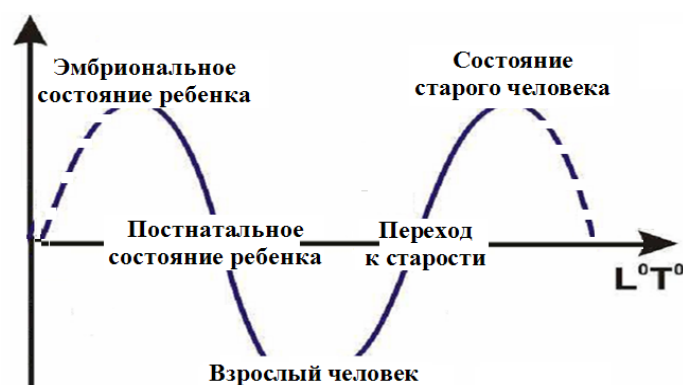 Эмбриональное
состояние ребенка
Состояние
старого человека
Постнатальное
состояние ребенка
Переход
к старости
L⁰T⁰
Взрослый человек